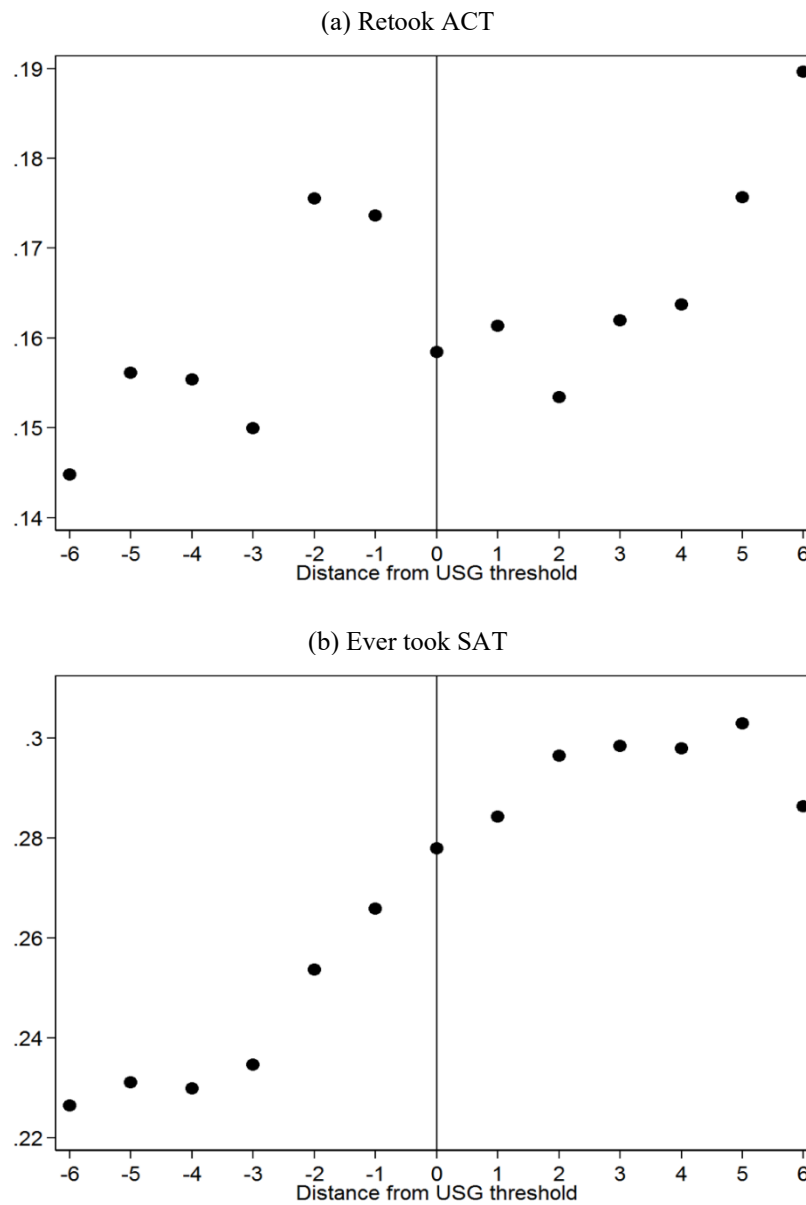 (a) Retook ACT
.19
.18
.17
.16
.15
.14
-6 -5 -4 -3 -2 -1 0 1 2 3 4 5 6
Distance from USG threshold
(b) Ever took SAT
.3
.28
.26
.24
.22
-6 -5 -4 -3 -2 -1 0 1 2 3 4 5 6
Distance from USG threshold